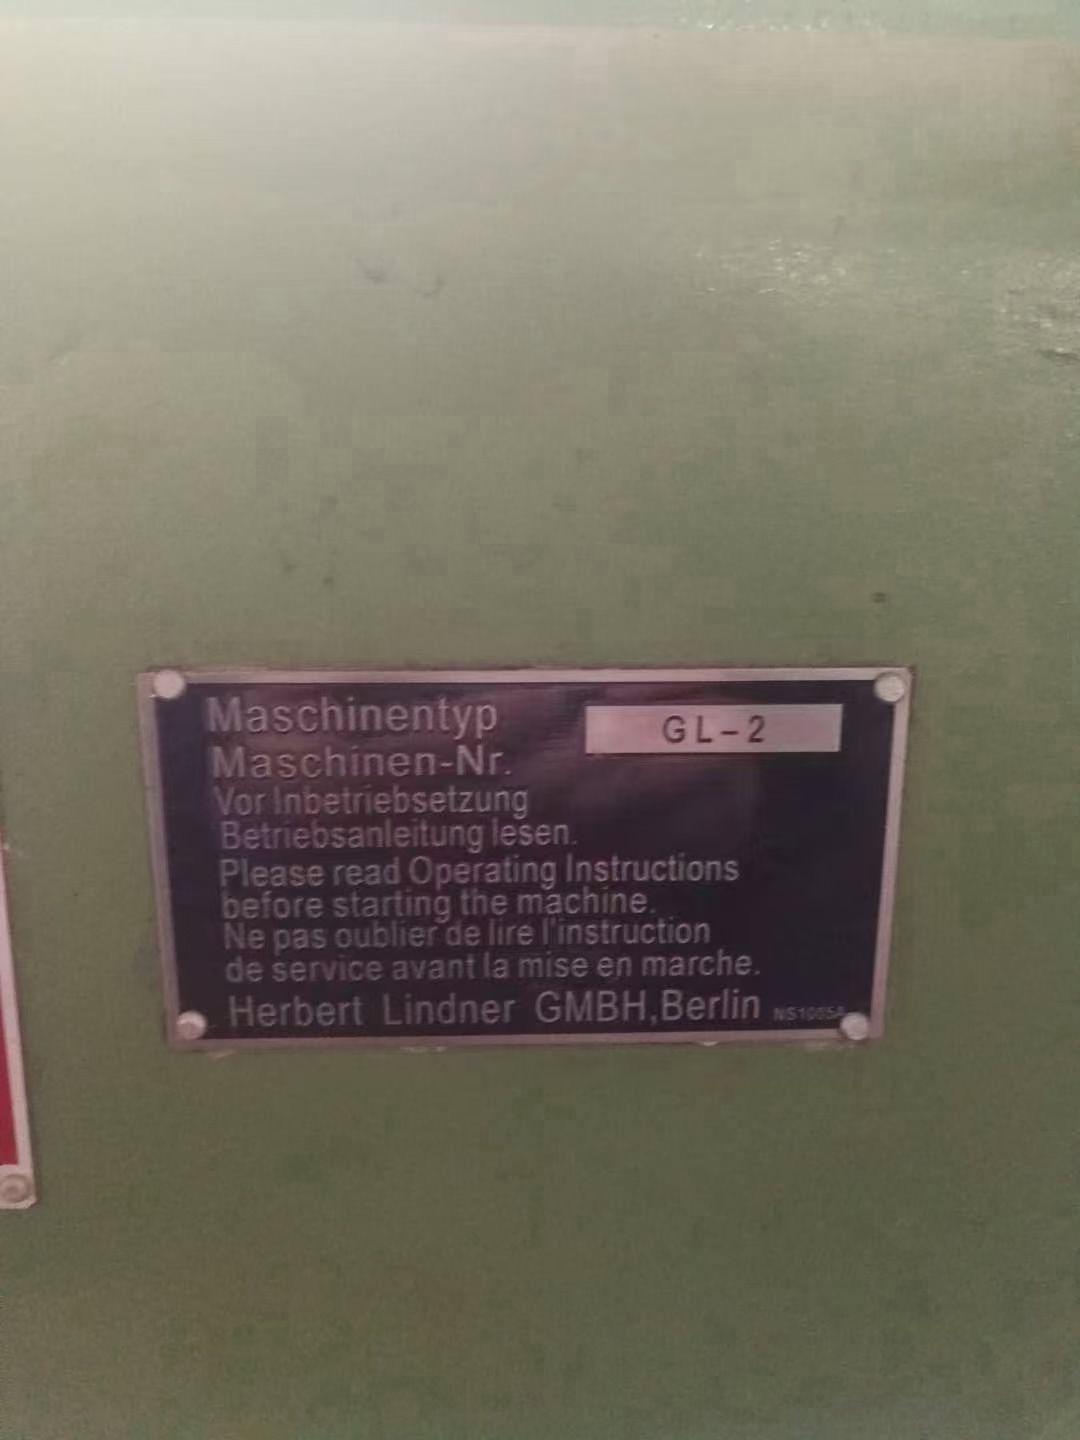 Maschinentyp GL-2
Maschinen-Nr.
Vor Inbetriebsetzung
Betriebsanleitung lesen.
Please read Operating Instructions
before starting the machine.
Ne pas oublier de lire l'instruction
de service avant la mise en marche.
Herbert Lindner GMBH,Berlin